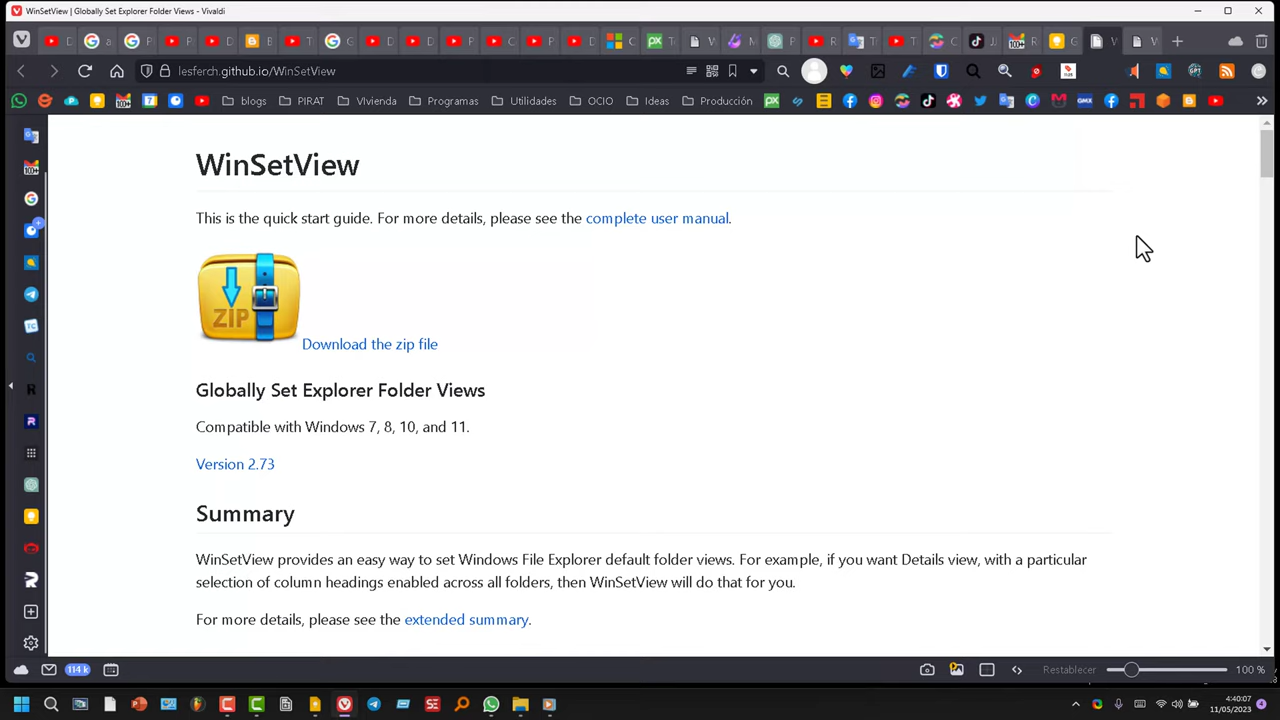 WinSetView | Globally Set Explorer Folder Views - Vivaldi
lesferch.github.io/WinSetView
blogs PIRAT VIvienda Programas Utilidades OCIO Ideas Producción
WinSetView
This is the quick start guide. For more details, please see the complete user manual.
ZIP
Download the zip file
Globally Set Explorer Folder Views
Compatible with Windows 7, 8, 10, and 11.
Version 2.73
Summary
WinSetView provides an easy way to set Windows File Explorer default folder views. For example, if you want Details view, with a particular
selection of column headings enabled across all folders, then WinSetView will do that for you.
For more details, please see the extended summary.
114 k
Restablecer 100 %
4:40:07
11/05/2023